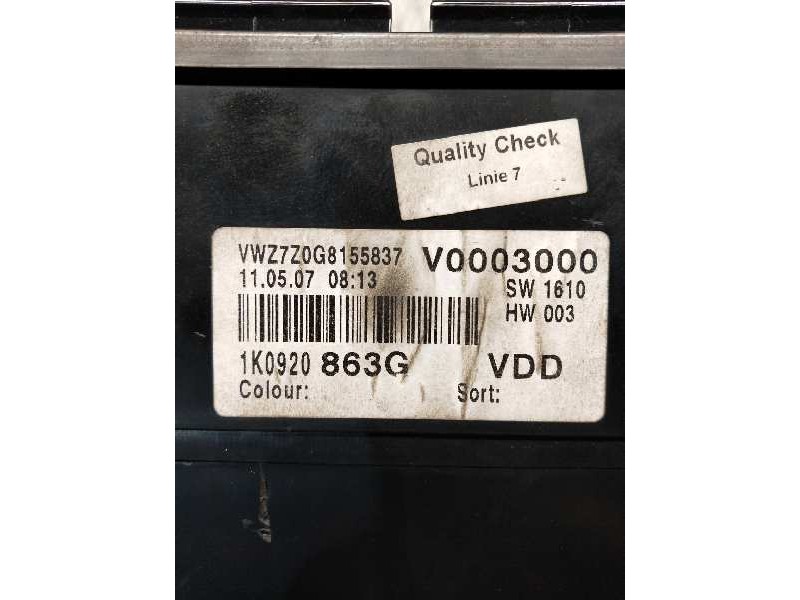 Quality Check
Linie 7
VWZ7Z0G8155837 V0003000
11.05.07 08:13 SW 1610
HW 003
1K0920 863G VDD
Colour: Sort: